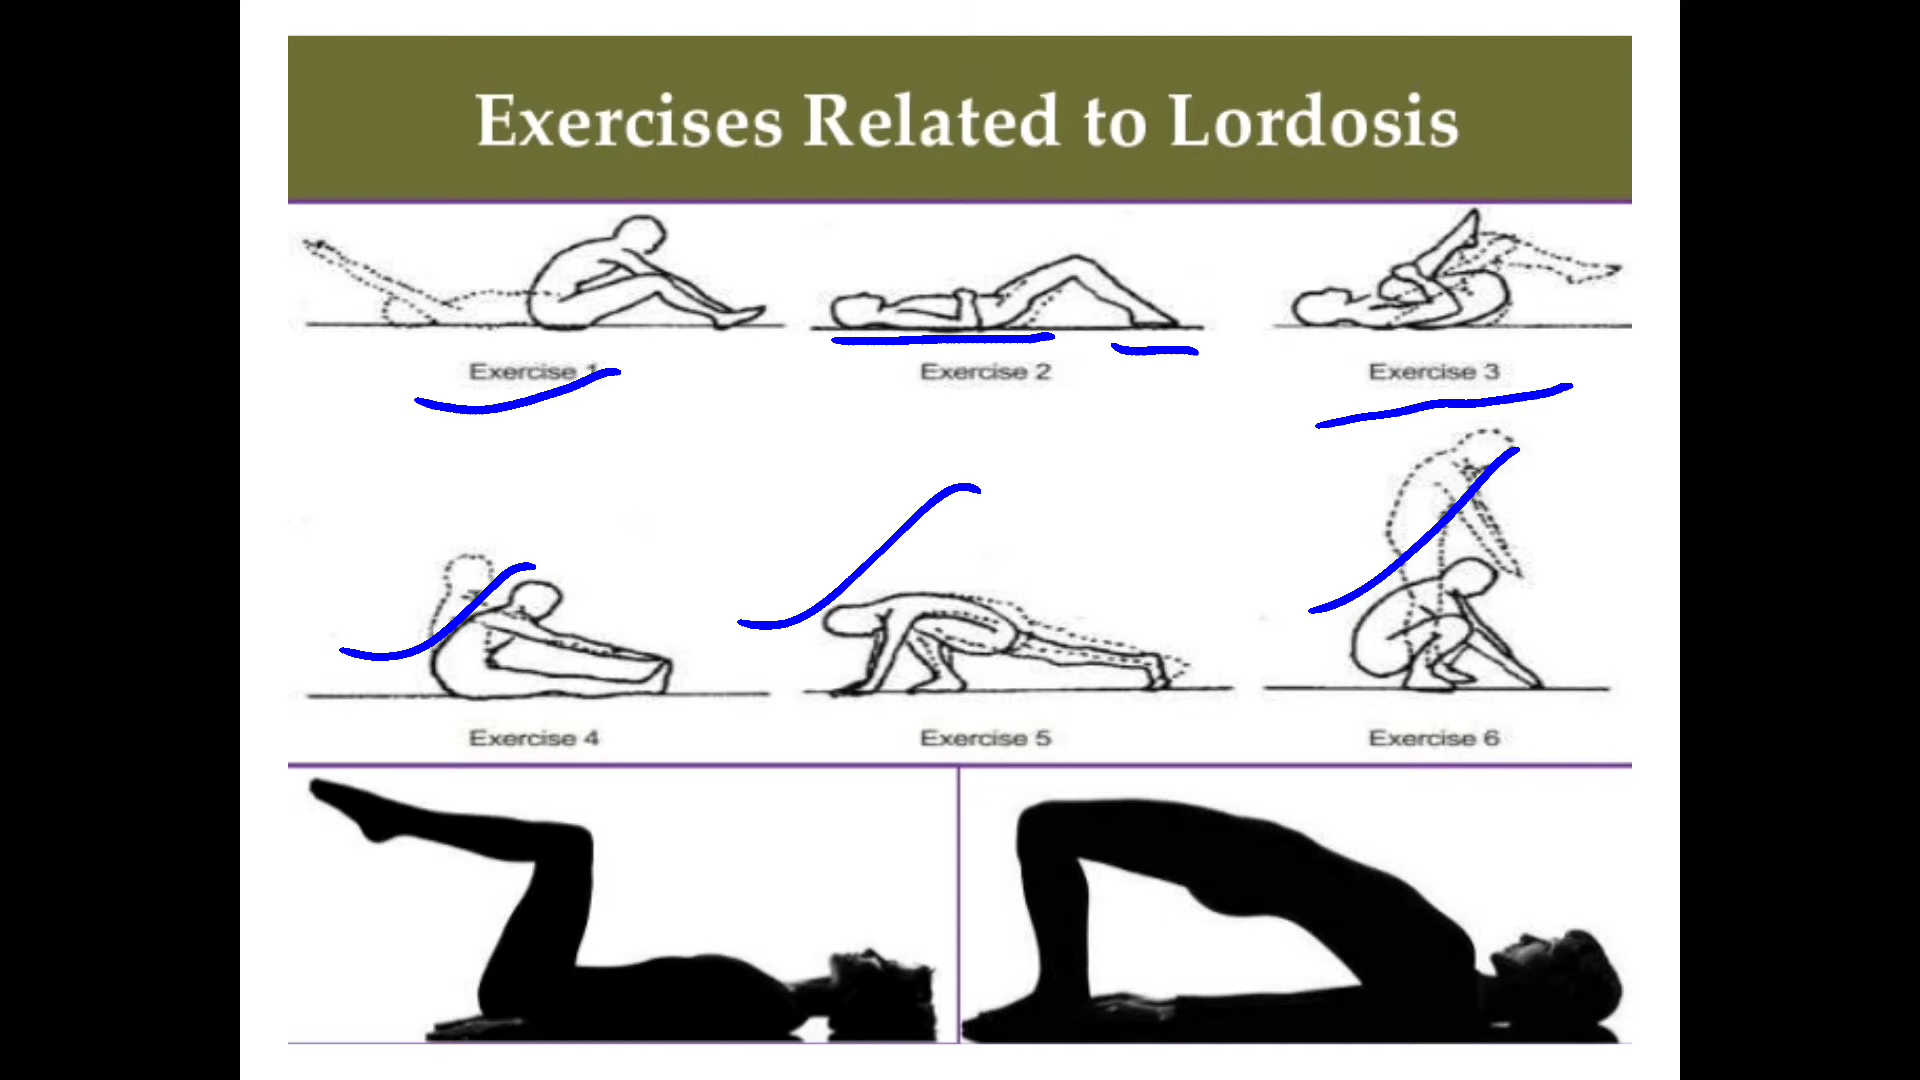 Exercises Related to Lordosis
Exercise 1
Exercise 2
Exercise 3
Exercise 4
Exercise 5
Exercise 6